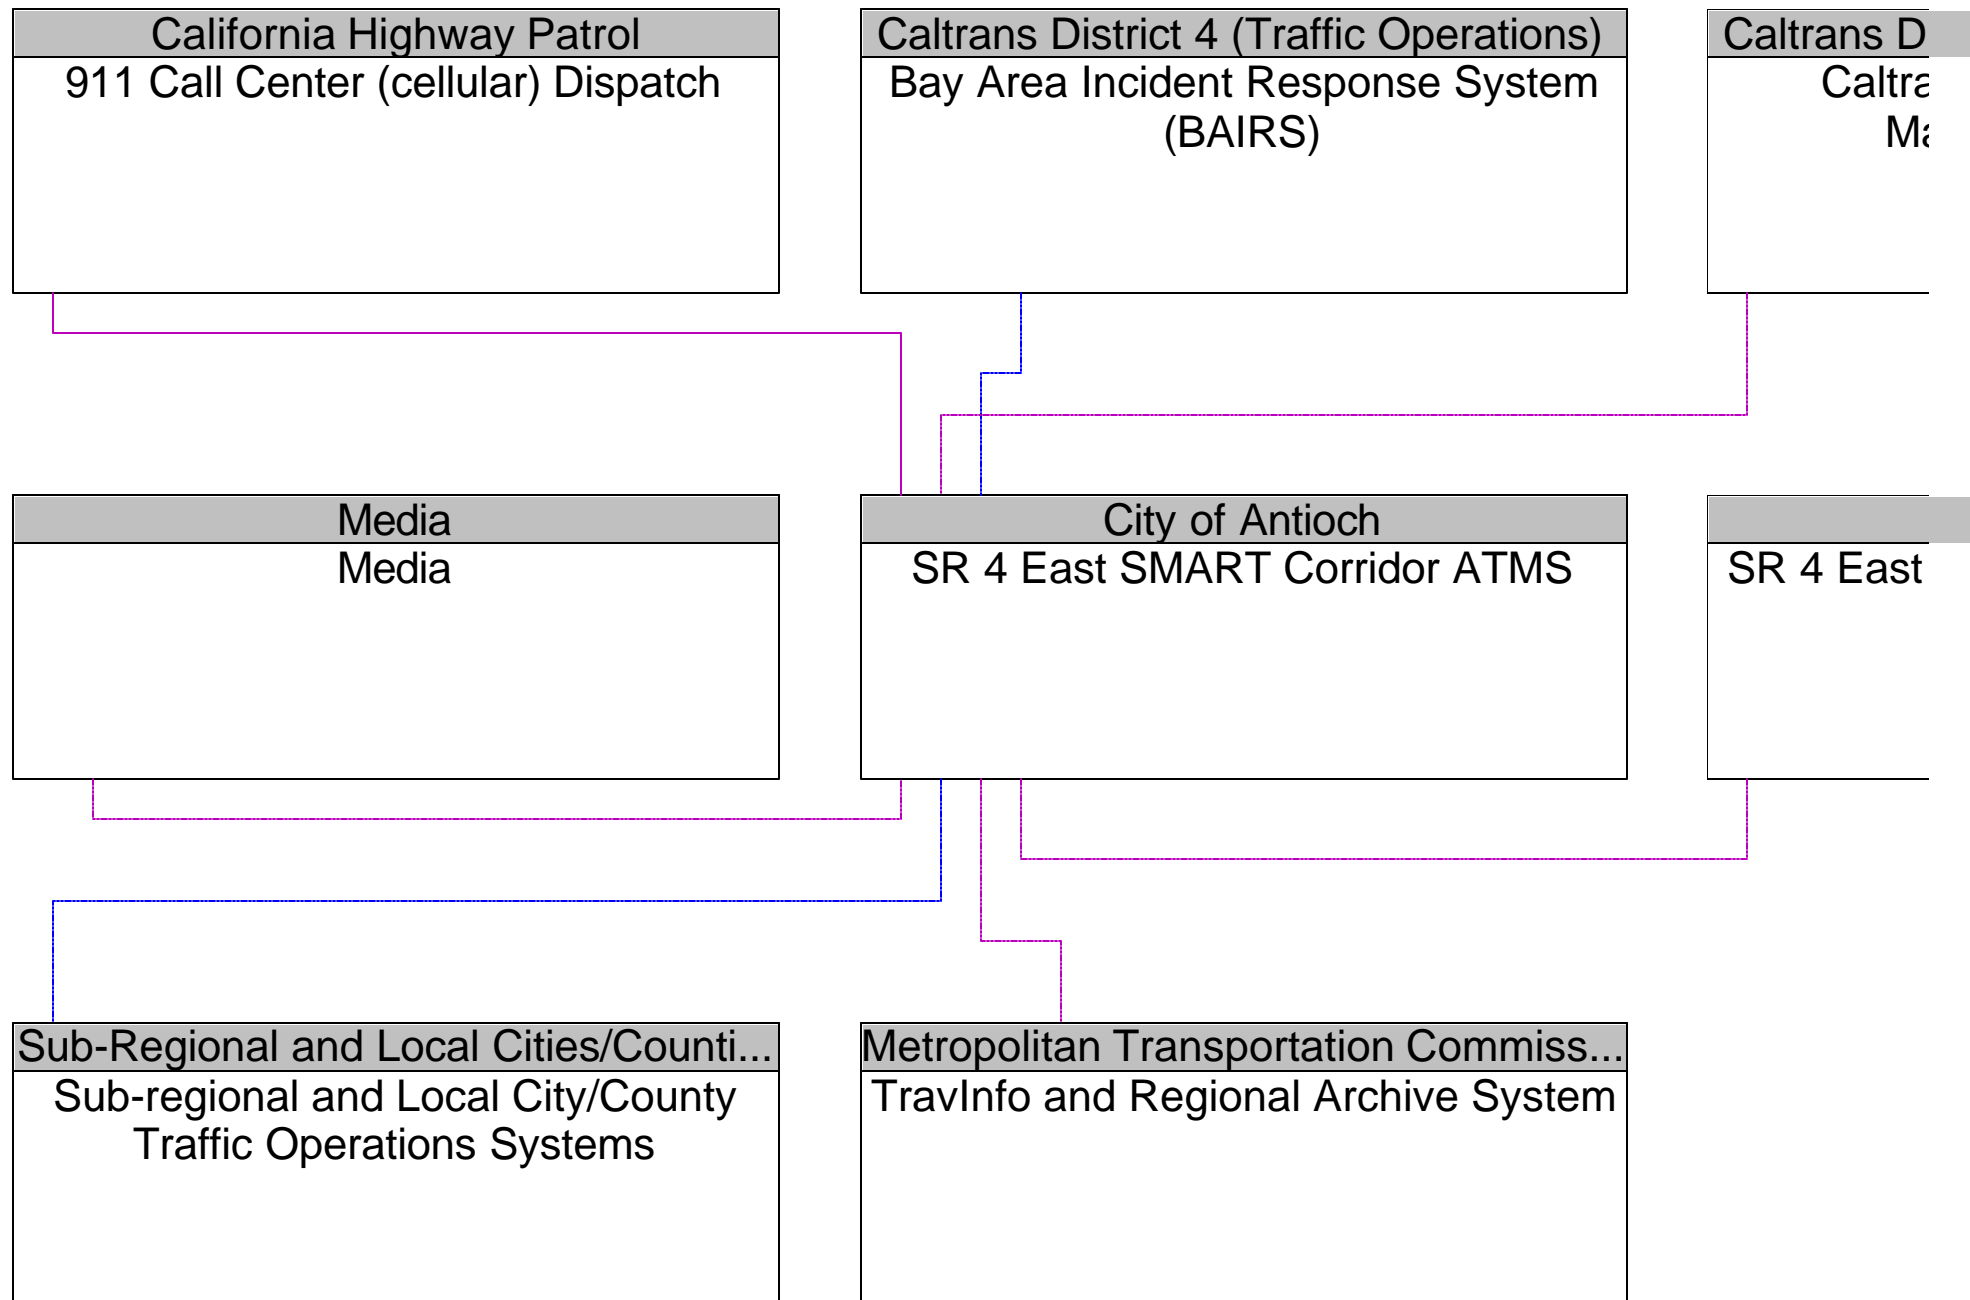 California Highway Patrol
911 Call Center (cellular) Dispatch
Caltrans District 4 (Traffic Operations)
Bay Area Incident Response System
(BAIRS)
Caltrans D
Media
Media
City of Antioch
SR 4 East SMART Corridor ATMS
SR 4 East
Sub-Regional and Local Cities/Counti...
Sub-regional and Local City/County
Traffic Operations Systems
Metropolitan Transportation Commiss...
TravInfo and Regional Archive System